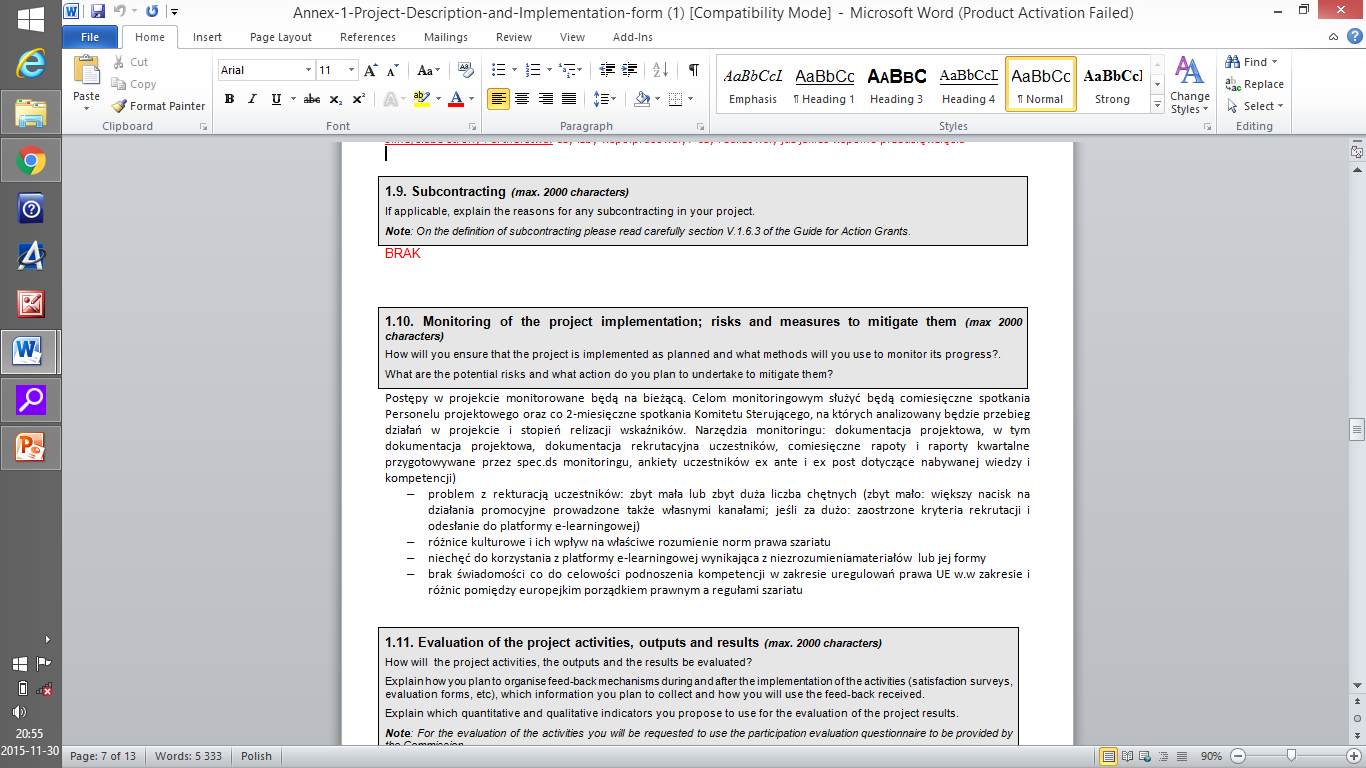 Annex-1-Project-Description-and-Implementation-form (1) [Compatibility Mode] - Microsoft Word (Product Activation Failed)
File Home Insert Page Layout References Mailings Review View Add-Ins
Paste
Cut
Copy
Format Painter
Clipboard
Arial 11
Font
Paragraph
AaBbCcI AaBbCc AaBbC AaBbCcI AaBbCc AaBbCcI
Emphasis ¶ Heading 1 Heading 3 Heading 4 ¶ Normal Strong
Change Styles
Styles
Find
Replace
Select
Editing
1.9. Subcontracting (max. 2000 characters)
If applicable, explain the reasons for any subcontracting in your project.
Note: On the definition of subcontracting please read carefully section V.1.6.3 of the Guide for Action Grants.
BRAK
1.10. Monitoring of the project implementation; risks and measures to mitigate them (max 2000
characters)
How will you ensure that the project is implemented as planned and what methods will you use to monitor its progress?.
What are the potential risks and what action do you plan to undertake to mitigate them?
Postępy w projekcie monitorowane będą na bieżącą. Celom monitoringowym służyć będą comiesięczne spotkania
Personelu projektowego oraz co 2-miesięczne spotkania Komitetu Sterującego, na których analizowany będzie przebieg
działań w projekcie i stopień relizacji wskaźników. Narzędzia monitoringu: dokumentacja projektowa, w tym
dokumentacja projektowa, dokumentacja rekrutacyjna uczestników, comiesięczne rapoty i raporty kwartalne
przygotowywane przez spec.ds monitoringu, ankiety uczestników ex ante i ex post dotyczące nabywanej wiedzy i
kompetencji)
– problem z rekturacją uczestników: zbyt mała lub zbyt duża liczba chętnych (zbyt mało: większy nacisk na
działania promocyjne prowadzone także własnymi kanałami; jeśli za dużo: zaostrzone kryteria rekrutacji i
odesłanie do platformy e-learningowej)
– różnice kulturowe i ich wpływ na właściwe rozumienie norm prawa szariatu
– niechęć do korzystania z platformy e-learningowej wynikająca z niezrozumieniamateriałów lub jej formy
– brak świadomości co do celowości podnoszenia kompetencji w zakresie uregulowań prawa UE w.w zakresie i
różnic pomiędzy europejkim porządkiem prawnym a regułami szariatu
1.11. Evaluation of the project activities, outputs and results (max. 2000 characters)
How will the project activities, the outputs and the results be evaluated?
Explain how you plan to organise feed-back mechanisms during and after the implementation of the activities (satisfaction surveys,
evaluation forms, etc), which information you plan to collect and how you will use the feed-back received.
Explain which quantitative and qualitative indicators you propose to use for the evaluation of the project results.
Note: For the evaluation of the activities you will be requested to use the participation evaluation questionnaire to be provided by
the Commission
20:55
2015-11-30
Page: 7 of 13 Words: 5 333 Polish 90%